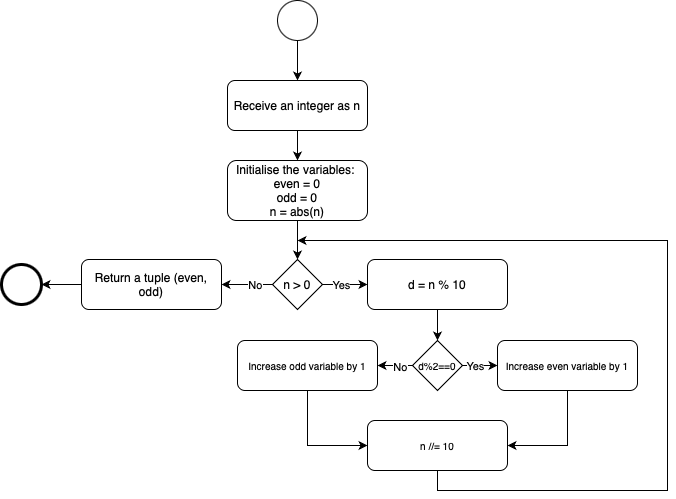 Receive an integer as n
Initialise the variables:
even = 0
odd = 0
n = abs(n)
Return a tuple (even,
odd)
No
n > 0
Yes
d = n % 10
Increase odd variable by 1
No
d%2==0
Yes
Increase even variable by 1
n //= 10